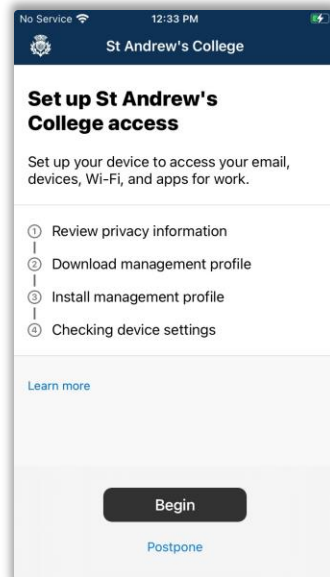 No Service 12:33 PM
St Andrew's College
Set up St Andrew's
College access
Set up your device to access your email,
devices, Wi-Fi, and apps for work.
1 Review privacy information
2 Download management profile
3 Install management profile
4 Checking device settings
Learn more
Begin
Postpone